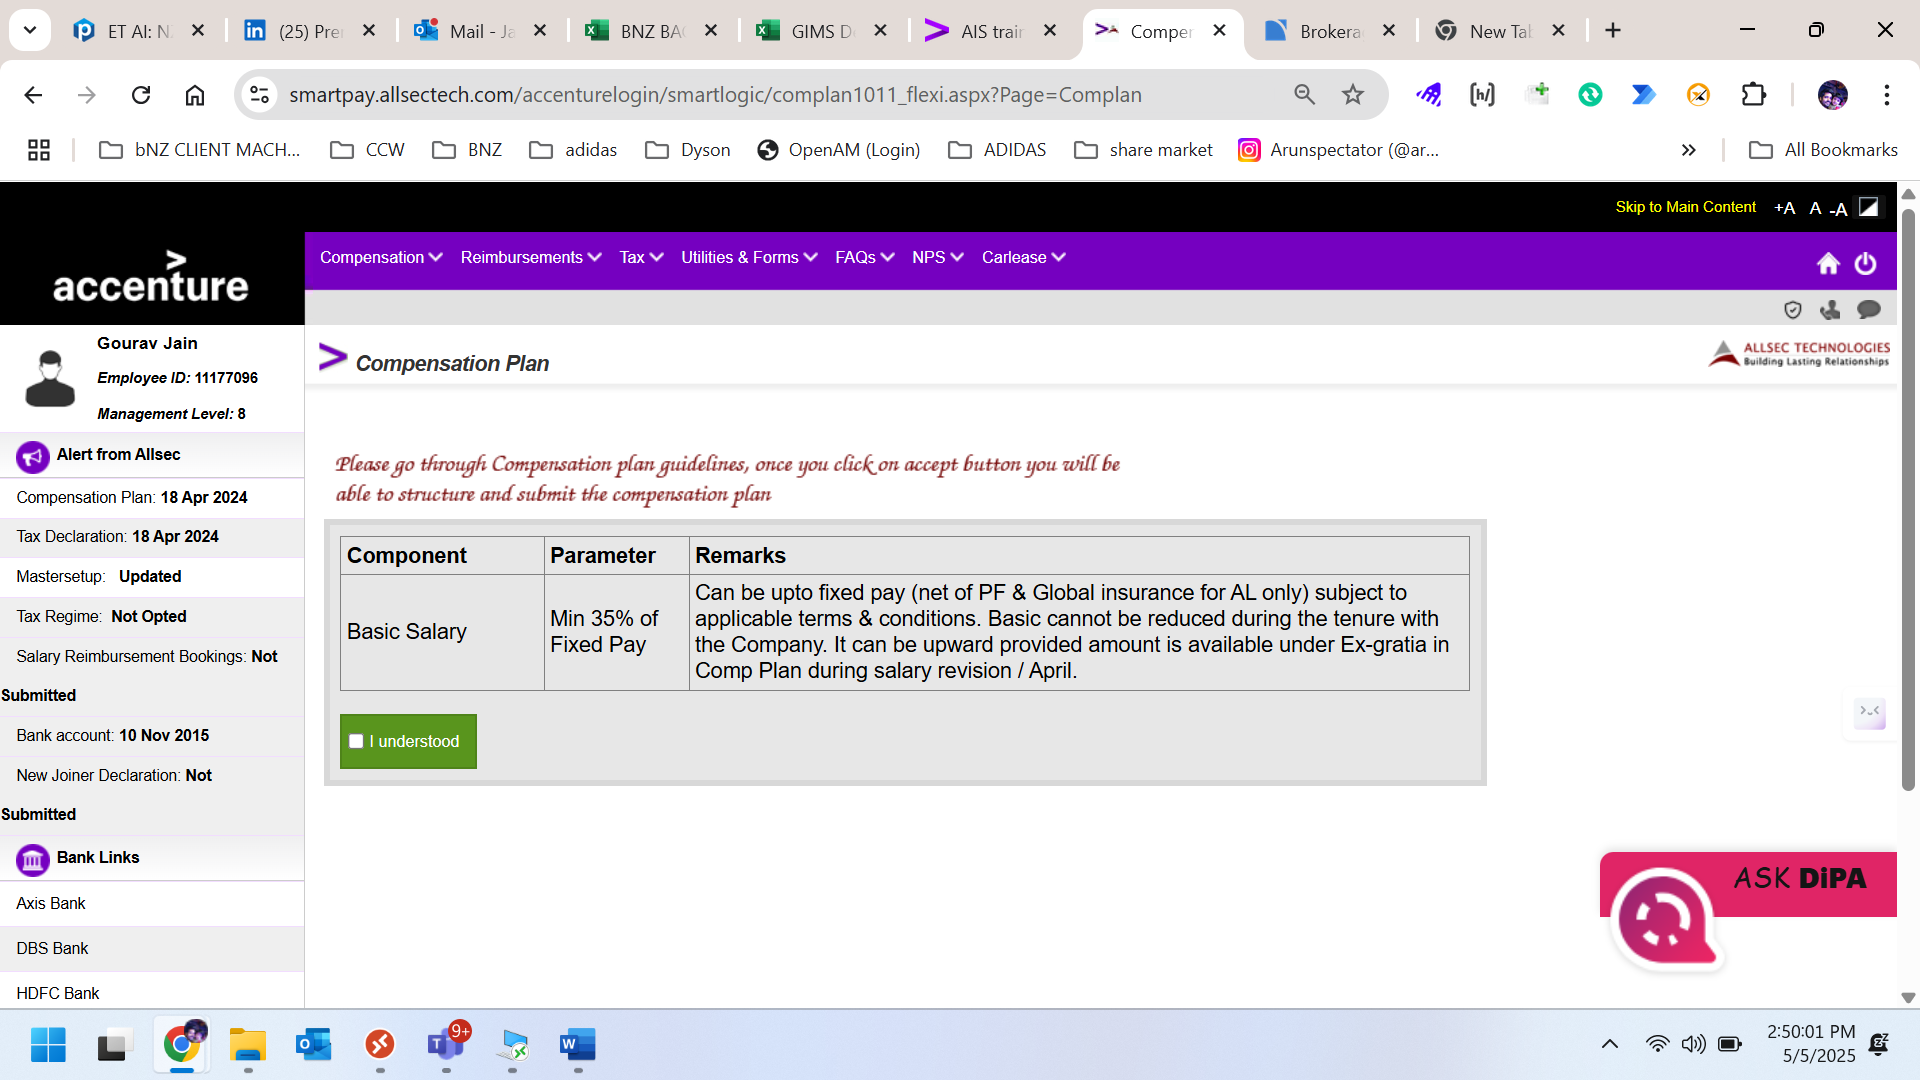 ET AI: N
(25) Pre
Mail - Ja
BNZ BA
GIMS D
AIS trai
Comper
Brokera
New Tab
smartpay.allsectech.com/accenturelogin/smartlogic/complan1011_flexi.aspx?Page=Complan
bNZ CLIENT MACH...
CCW
BNZ
adidas
Dyson
OpenAM (Login)
ADIDAS
share market
Arunspectator (@ar...
»
All Bookmarks
Skip to Main Content +A A -A
accenture
Compensation
Reimbursements
Tax
Utilities & Forms
FAQs
NPS
Carlease
Gourav Jain
Employee ID: 11177096
Management Level: 8
Compensation Plan
ALLSEC TECHNOLOGIES
Building Lasting Relationships
Alert from Allsec
Compensation Plan: 18 Apr 2024
Tax Declaration: 18 Apr 2024
Mastersetup: Updated
Tax Regime: Not Opted
Salary Reimbursement Bookings: Not
Submitted
Bank account: 10 Nov 2015
New Joiner Declaration: Not
Submitted
Bank Links
Axis Bank
DBS Bank
HDFC Bank
Please go through Compensation plan guidelines, once you click on accept button you will be
able to structure and submit the compensation plan
Component Parameter Remarks
Basic Salary
Min 35% of
Fixed Pay
Can be upto fixed pay (net of PF & Global insurance for AL only) subject to
applicable terms & conditions. Basic cannot be reduced during the tenure with
the Company. It can be upward provided amount is available under Ex-gratia in
Comp Plan during salary revision / April.
I understood
ASK DiPA
9+
2:50:01 PM
5/5/2025